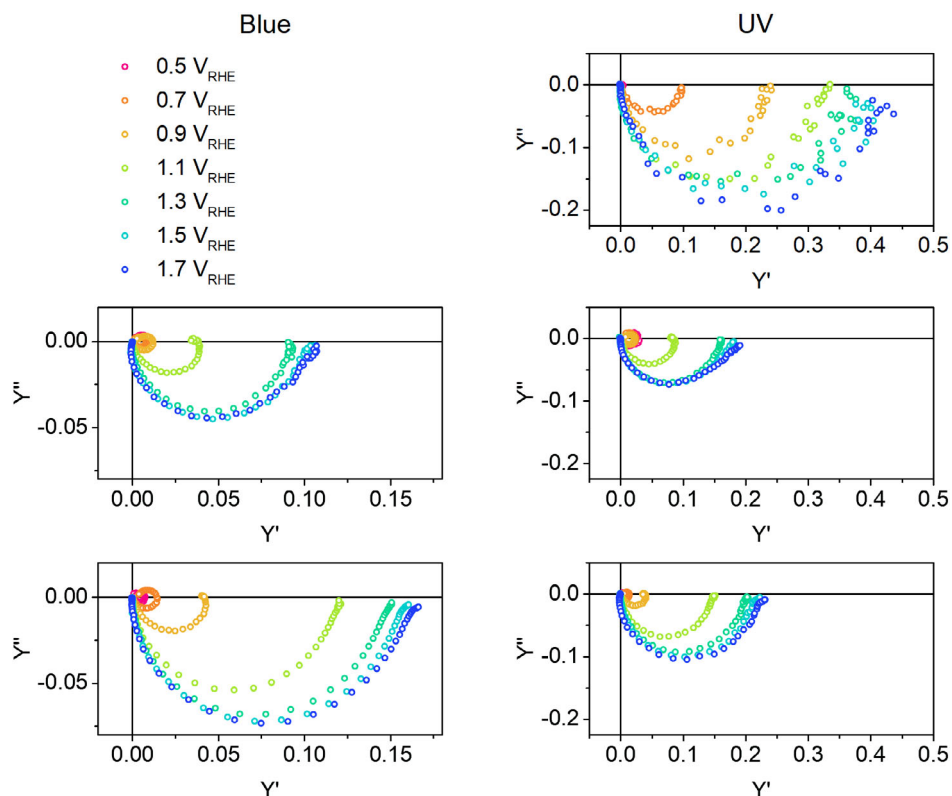 Blue
UV
0.5 V_RHE
0.7 V_RHE
0.9 V_RHE
1.1 V_RHE
1.3 V_RHE
1.5 V_RHE
1.7 V_RHE
Y''
0.0
-0.1
-0.2
0.0 0.1 0.2 0.3 0.4 0.5
Y'
Y''
0.00
-0.05
0.00 0.05 0.10 0.15
Y'
Y''
0.0
-0.1
-0.2
0.0 0.1 0.2 0.3 0.4 0.5
Y'
Y''
0.00
-0.05
0.00 0.05 0.10 0.15
Y'
Y''
0.0
-0.1
-0.2
0.0 0.1 0.2 0.3 0.4 0.5
Y'